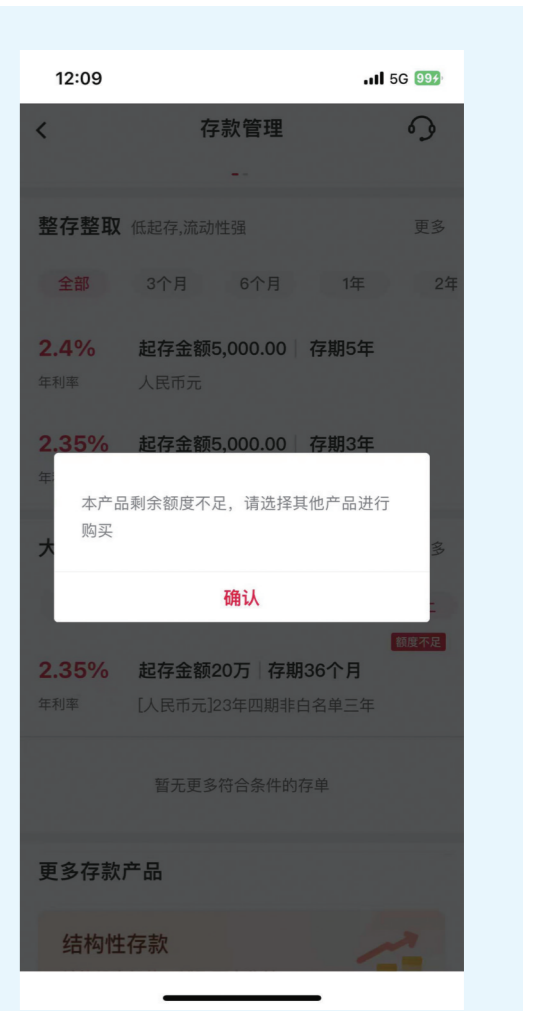 12:09
5G 99
存款管理
整存整取 低起存,流动性强 更多
全部 3个月 6个月 1年 2年
2.4% 起存金额5,000.00 存期5年
年利率 人民币元
2.35% 起存金额5,000.00 存期3年
年
本产品剩余额度不足，请选择其他产品进行
购买
大
多
确认
额度不足
2.35% 起存金额20万 存期36个月
年利率 [人民币元]23年四期非白名单三年
暂无更多符合条件的存单
更多存款产品
结构性存款